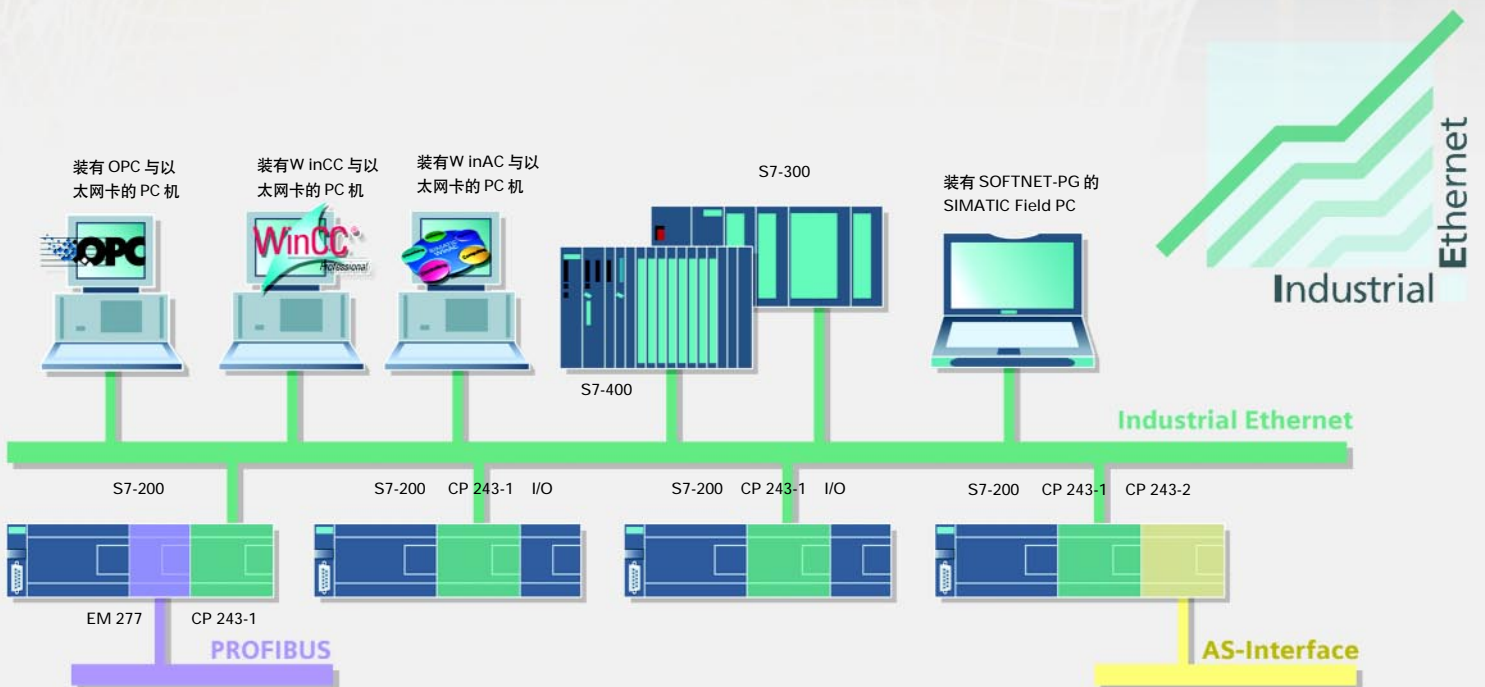 装有 OPC 与以
太网卡的 PC 机
装有W inCC 与以
太网卡的 PC 机
装有W inAC 与以
太网卡的 PC 机
S7-300
装有 SOFTNET-PG 的
SIMATIC Field PC
Industrial
Ethernet
OPC
WinCC
Professional
SIMATIC
WinAC
S7-400
Industrial Ethernet
S7-200
S7-200 CP 243-1 I/O
S7-200 CP 243-1 I/O
S7-200 CP 243-1 CP 243-2
EM 277 CP 243-1
PROFIBUS
AS-Interface